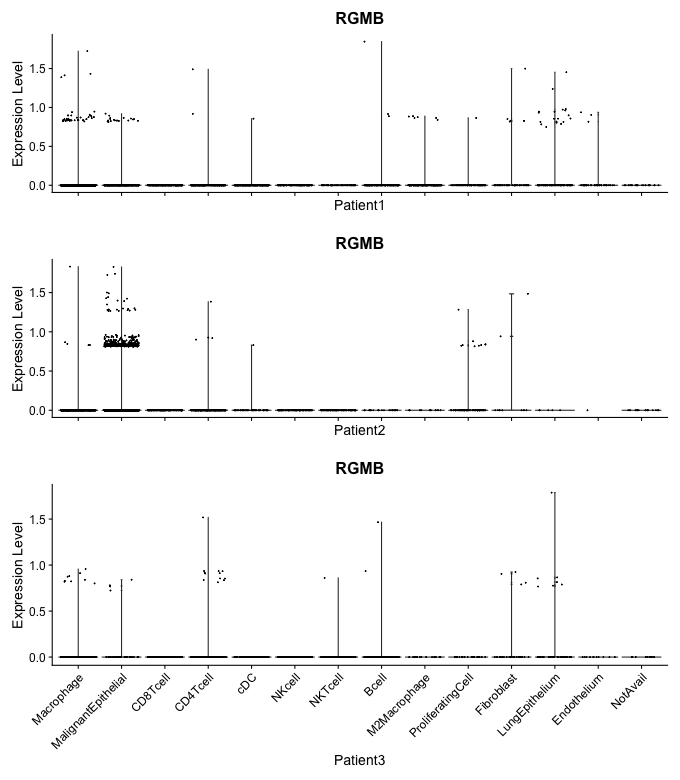 RGMB
Expression Level
1.5
1.0
0.5
0.0
Patient1
RGMB
Expression Level
1.5
1.0
0.5
0.0
Patient2
RGMB
Expression Level
1.5
1.0
0.5
0.0
Macrophage
MalignantEpithelial
CD8Tcell
CD4Tcell
cDC
NKcell
NKTcell
Bcell
M2Macrophage
ProliferatingCell
Fibroblast
LungEpithelium
Endothelium
NotAvail
Patient3